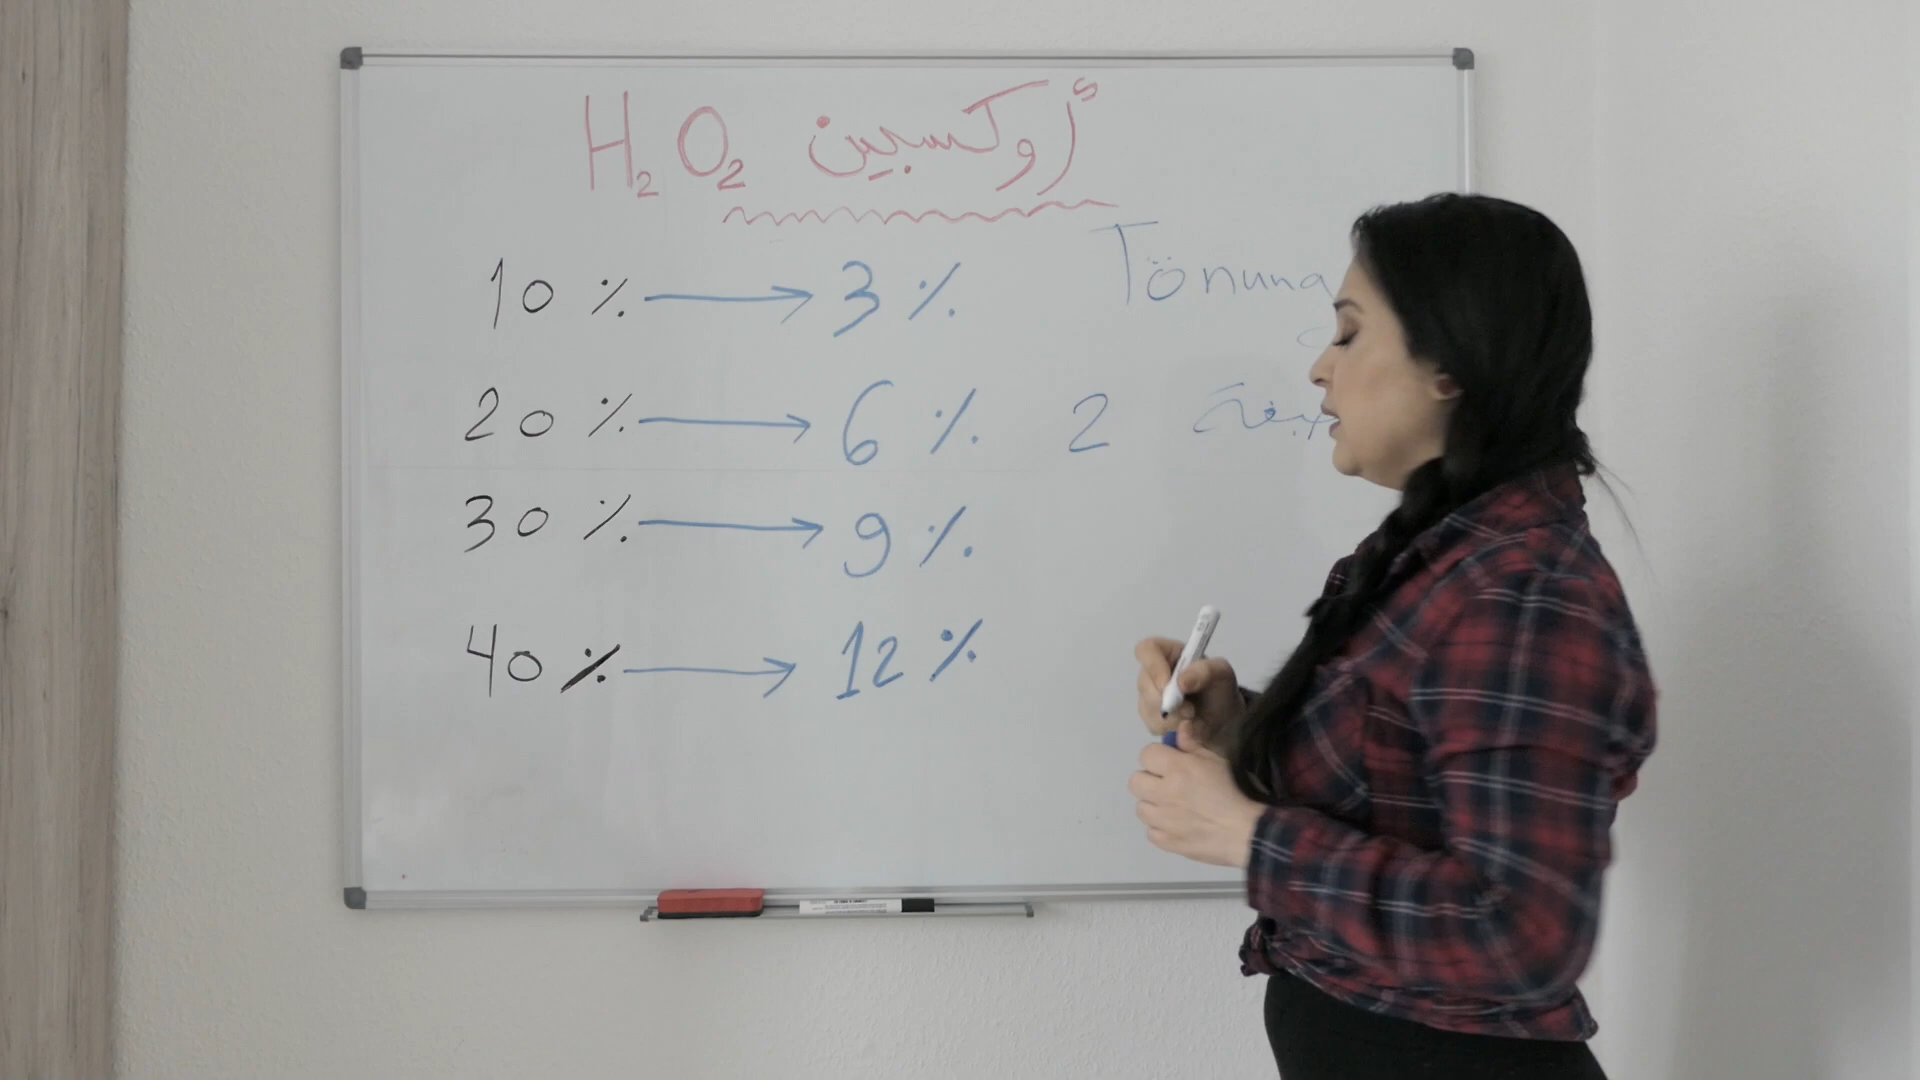 H₂O₂ أوكسجين
10 % → 3 % Tönung
20 % → 6 % 2
30 % → 9 %
40 % → 12 %